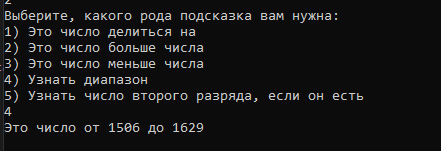 2
Выберите, какого рода подсказка вам нужна:
1) Это число делиться на
2) Это число больше числа
3) Это число меньше числа
4) Узнать диапазон
5) Узнать число второго разряда, если он есть
4
Это число от 1506 до 1629